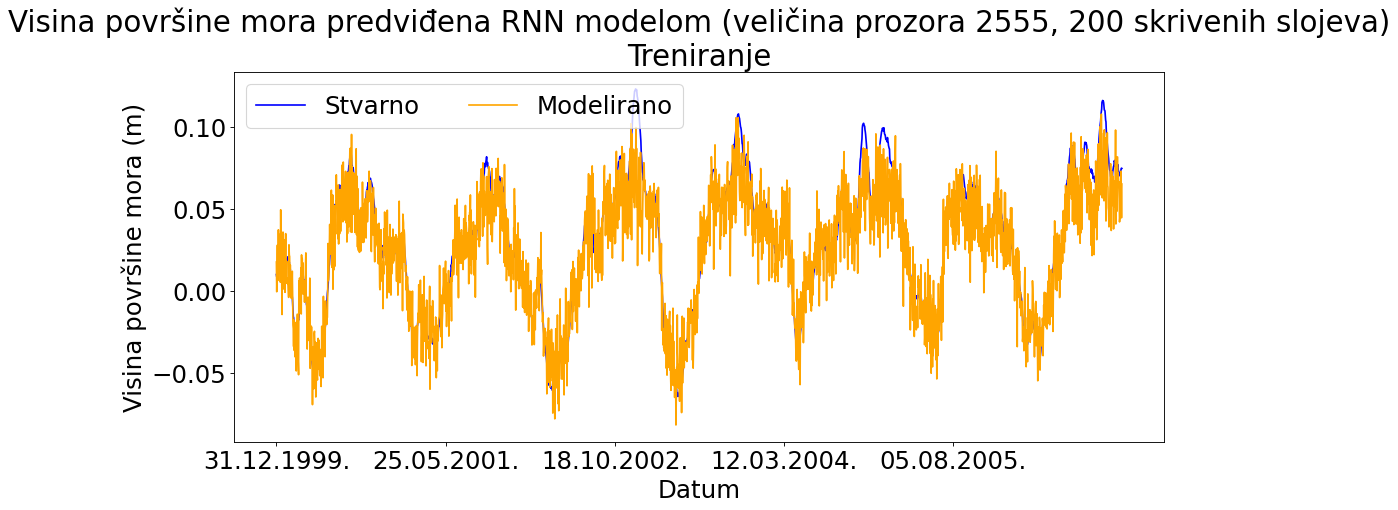 Visina površine mora predviđena RNN modelom (veličina prozora 2555, 200 skrivenih slojeva)
Treniranje
Stvarno
Modelirano
Visina površine mora (m)
0.10
0.05
0.00
−0.05
31.12.1999.
25.05.2001.
18.10.2002.
12.03.2004.
05.08.2005.
Datum